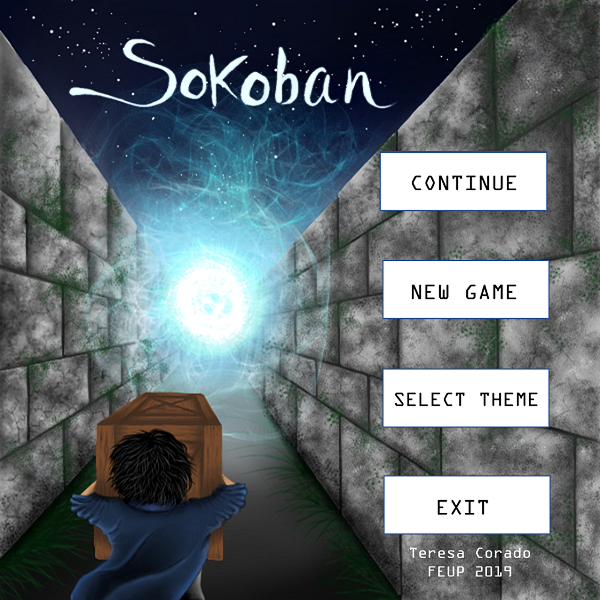 Sokoban
CONTINUE
NEW GAME
SELECT THEME
EXIT
Teresa Corado
FEUP 2019